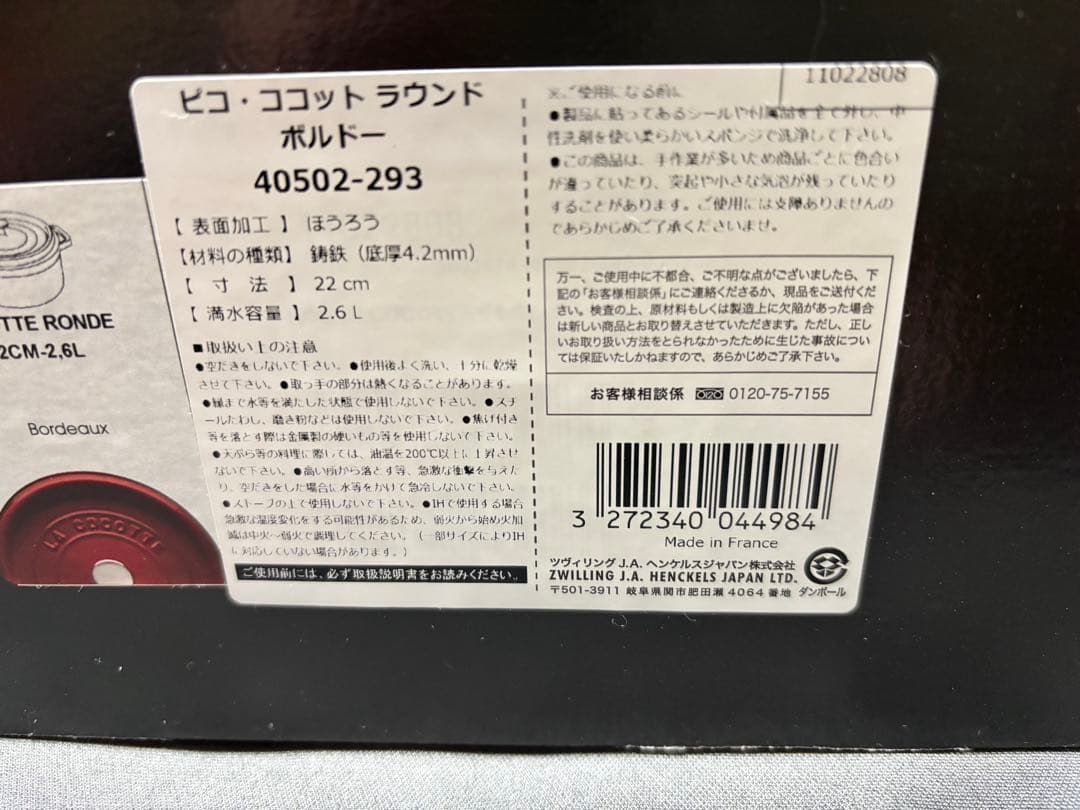 ピコ・ココット ラウンド
ボルドー
40502-293
【 表面加工 】 ほうろう
【材料の種類】 鋳鉄（底厚4.2mm）
【 寸 法 】 22 cm
【 満水容量 】 2.6 L
■取扱い上の注意
●空だきをしないで下さい。●使用後よく洗い、十分に乾燥
させて下さい。●取っ手の部分は熱くなることがあります。
●縁まで水等を満たした状態で使用しないで下さい。●スチ
ールたわし、磨き粉などは使用しないで下さい。●焦げ付き
等を落とす際は金属製の硬いもの等を使用しないで下さい。
●天ぷら等の料理に際しては、油温を200℃以上に上昇させ
ないで下さい。●高い所から落とす等、急激な衝撃を与えた
り、空だきをした場合に水等をかけて急冷しないで下さい。
●ストーブの上で使用しないで下さい。●IHで使用する場合
急激な温度変化をする可能性があるため、弱火から始め火加
減は中火〜弱火で調理してください。（一部サイズによりIH
に対応していない場合があります。）
ご使用前には、必ず取扱説明書をお読みください。
11022808
※ご使用になる前に
●製品に貼ってあるシールや付属品を全て外し、中
性洗剤を使い柔らかいスポンジで洗浄して下さい。
●この商品は、手作業が多いため商品ごとに色合い
が違っていたり、突起や小さな気泡が残っていたり
することがあります。ご使用には支障ありませんの
であらかじめご了承くださいませ。
万一、ご使用中に不都合、ご不明な点がございましたら、下
記の「お客様相談係」にご連絡くださるか、現品をご送付くださ
い。検査の上、原材料もしくは製造上に欠陥があった場合
は新しい商品とお取り替えさせていただきます。ただし、正し
いお取り扱い方法をとられなかったために生じた事故につい
ては保証いたしかねますので、あらかじめご了承下さい。
お客様相談係 0120-75-7155
3 272340 044984
Made in France
ツヴィリング J.A. ヘンケルスジャパン株式会社
ZWILLING J.A. HENCKELS JAPAN LTD.
〒501-3911 岐阜県関市肥田瀬 4064 番地
ダンボール
TTE RONDE
2CM-2,6L
Bordeaux
LA COCOTTE